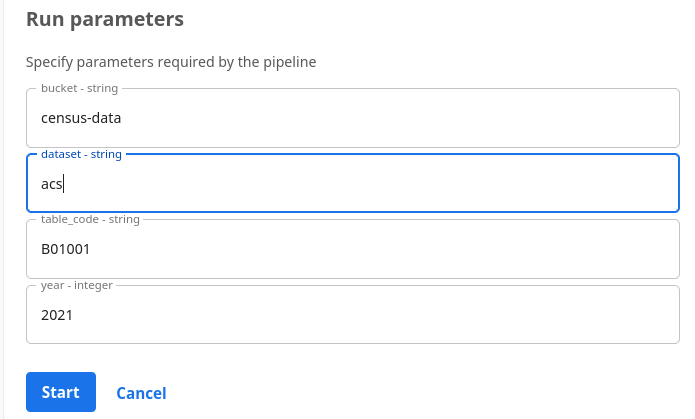 Run parameters
Specify parameters required by the pipeline
bucket - string
census-data
dataset - string
acs
table_code - string
B01001
year - integer
2021
Start Cancel